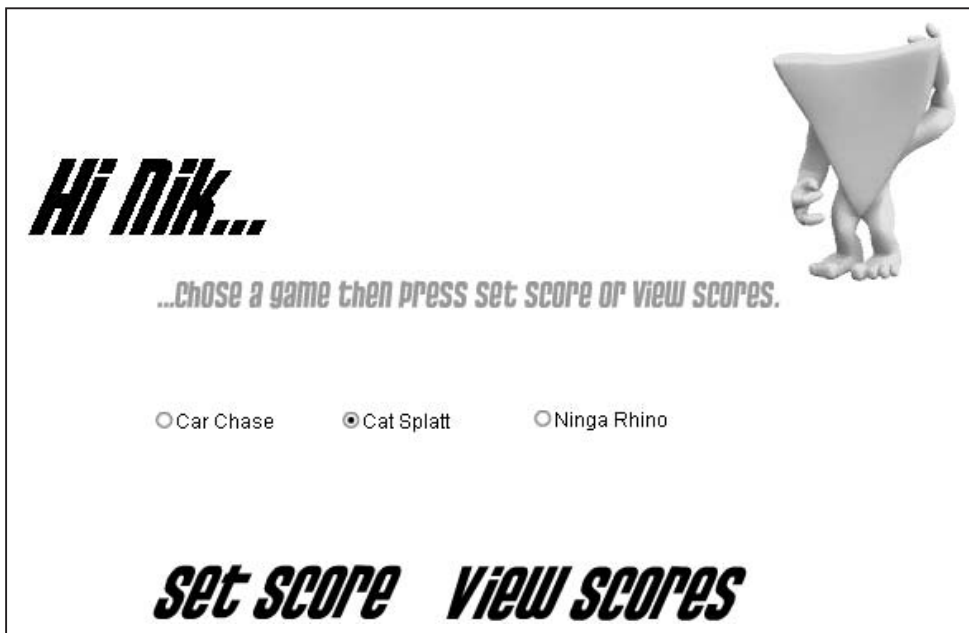 Hi Nik...
...chose a game then press set score or view scores.
Car Chase Cat Splatt Ninga Rhino
set score view scores